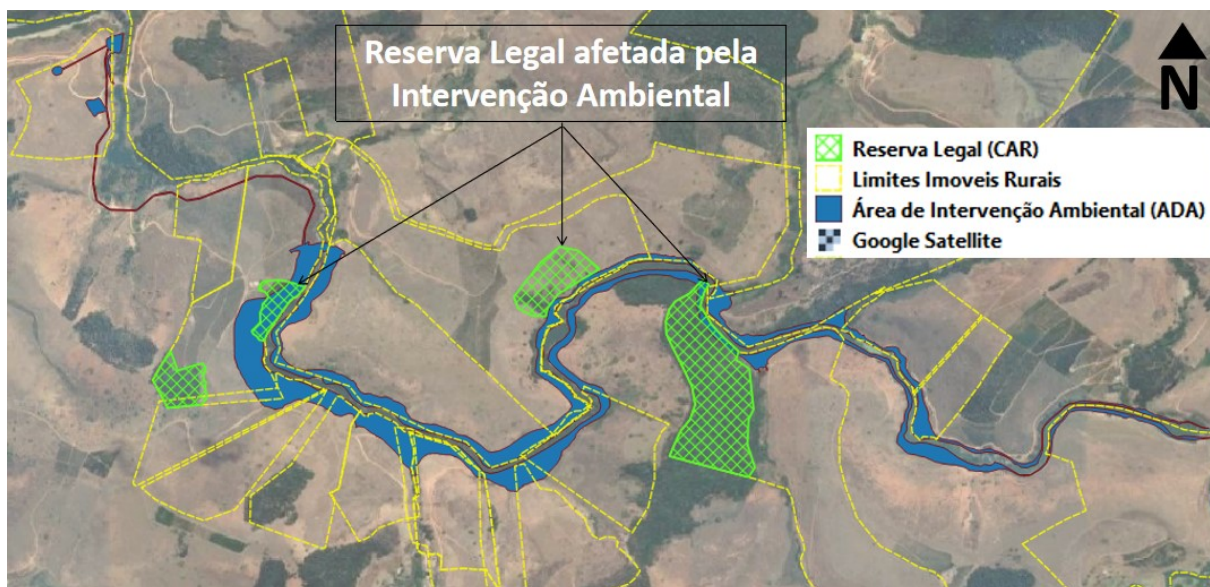 Reserva Legal afetada pela
Intervenção Ambiental
N
Reserva Legal (CAR)
Limites Imoveis Rurais
Área de Intervenção Ambiental (ADA)
Google Satellite